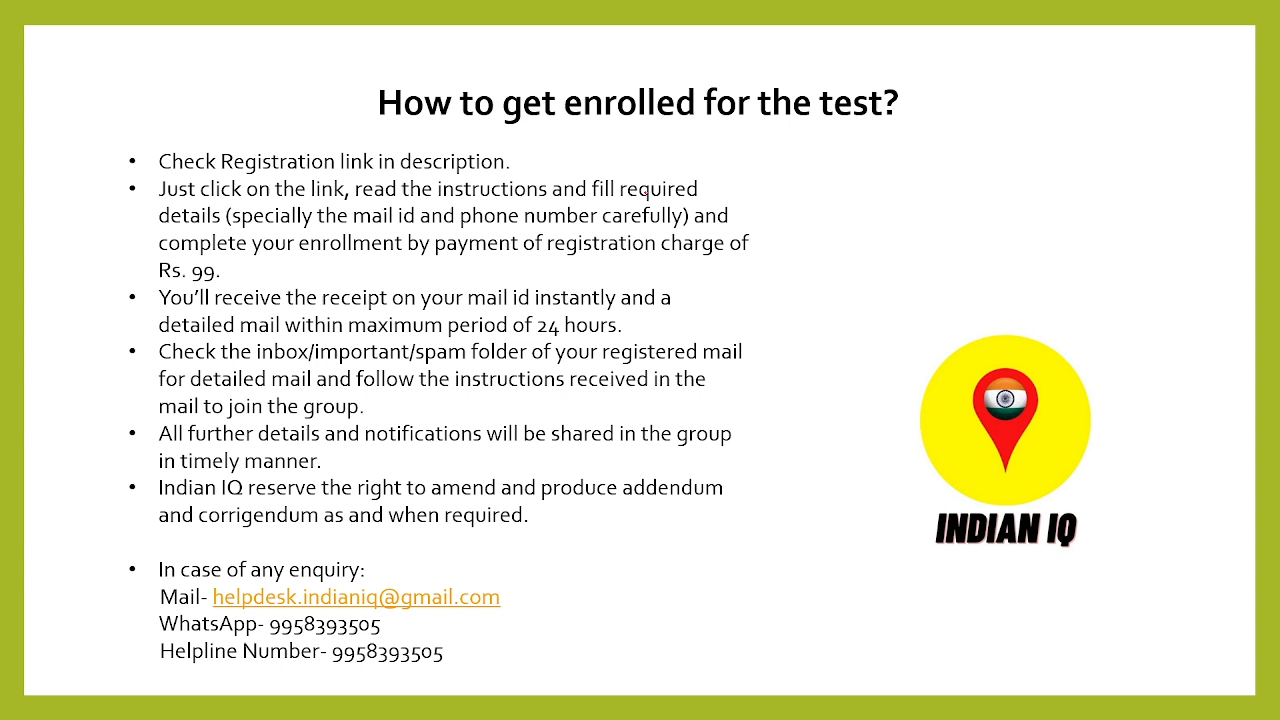 How to get enrolled for the test?
• Check Registration link in description.
• Just click on the link, read the instructions and fill required
details (specially the mail id and phone number carefully) and
complete your enrollment by payment of registration charge of
Rs. 99.
• You'll receive the receipt on your mail id instantly and a
detailed mail within maximum period of 24 hours.
• Check the inbox/important/spam folder of your registered mail
for detailed mail and follow the instructions received in the
mail to join the group.
• All further details and notifications will be shared in the group
in timely manner.
• Indian IQ reserve the right to amend and produce addendum
and corrigendum as and when required.
• In case of any enquiry:
Mail- helpdesk.indianiq@gmail.com
WhatsApp- 9958393505
Helpline Number- 9958393505
INDIAN IQ